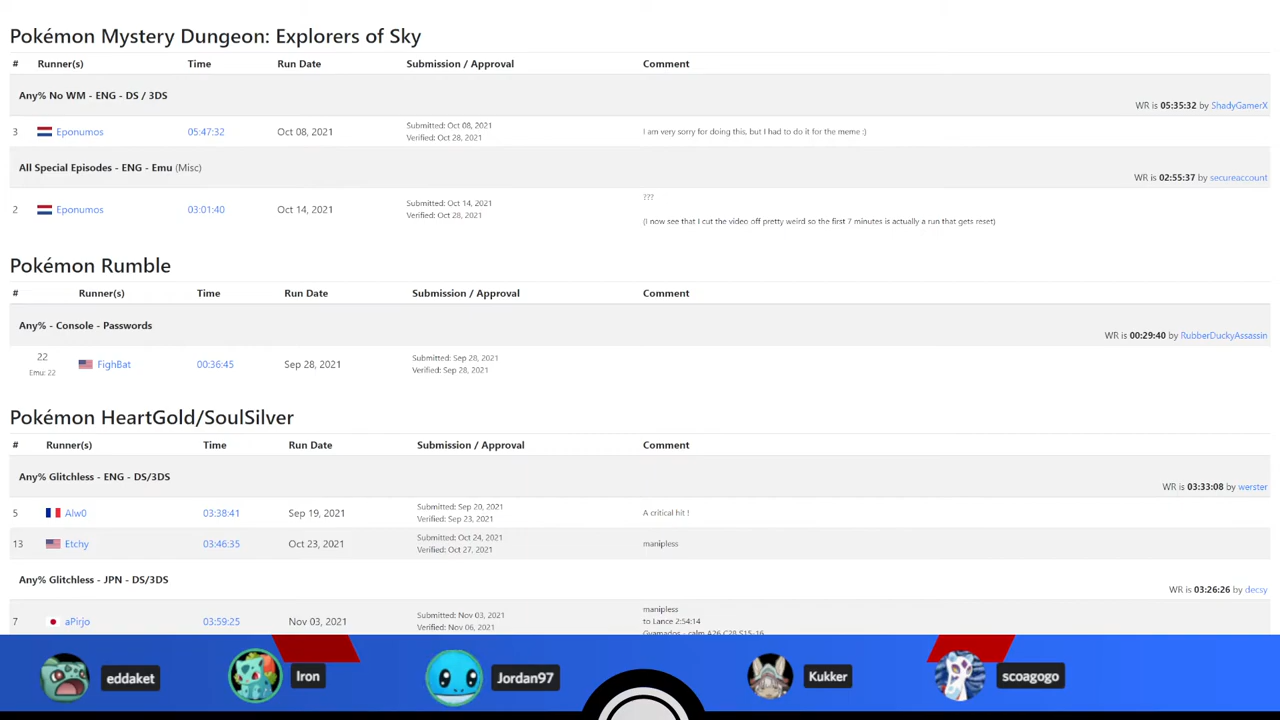 Pokémon Mystery Dungeon: Explorers of Sky
# Runner(s) Time Run Date Submission / Approval Comment
Any% No WM - ENG - DS / 3DS
WR is 05:35:32 by ShadyGamerX
3 Eponumos 05:47:32 Oct 08, 2021 Submitted: Oct 08, 2021 I am very sorry for doing this, but I had to do it for the meme :)
Verified: Oct 28, 2021
All Special Episodes - ENG - Emu (Misc)
WR is 02:55:37 by secureaccount
???
2 Eponumos 03:01:40 Oct 14, 2021 Submitted: Oct 14, 2021
Verified: Oct 28, 2021
(I now see that I cut the video off pretty weird so the first 7 minutes is actually a run that gets reset)
Pokémon Rumble
# Runner(s) Time Run Date Submission / Approval Comment
Any% - Console - Passwords
WR is 00:29:40 by RubberDuckyAssassin
22 FighBat 00:36:45 Sep 28, 2021 Submitted: Sep 28, 2021
Emu: 22 Verified: Sep 28, 2021
Pokémon HeartGold/SoulSilver
# Runner(s) Time Run Date Submission / Approval Comment
Any% Glitchless - ENG - DS/3DS
WR is 03:33:08 by werster
5 Alw0 03:38:41 Sep 19, 2021 Submitted: Sep 20, 2021 A critical hit !
Verified: Sep 23, 2021
13 Etchy 03:46:35 Oct 23, 2021 Submitted: Oct 24, 2021 manipless
Verified: Oct 27, 2021
Any% Glitchless - JPN - DS/3DS
WR is 03:26:26 by decsy
manipless
7 aPirjo 03:59:25 Nov 03, 2021 Submitted: Nov 03, 2021 to Lance 2:54:14
Verified: Nov 06, 2021
Gyamados - calm A26 C28 S15-16
eddaket Iron Jordan97 Kukker scoagogo